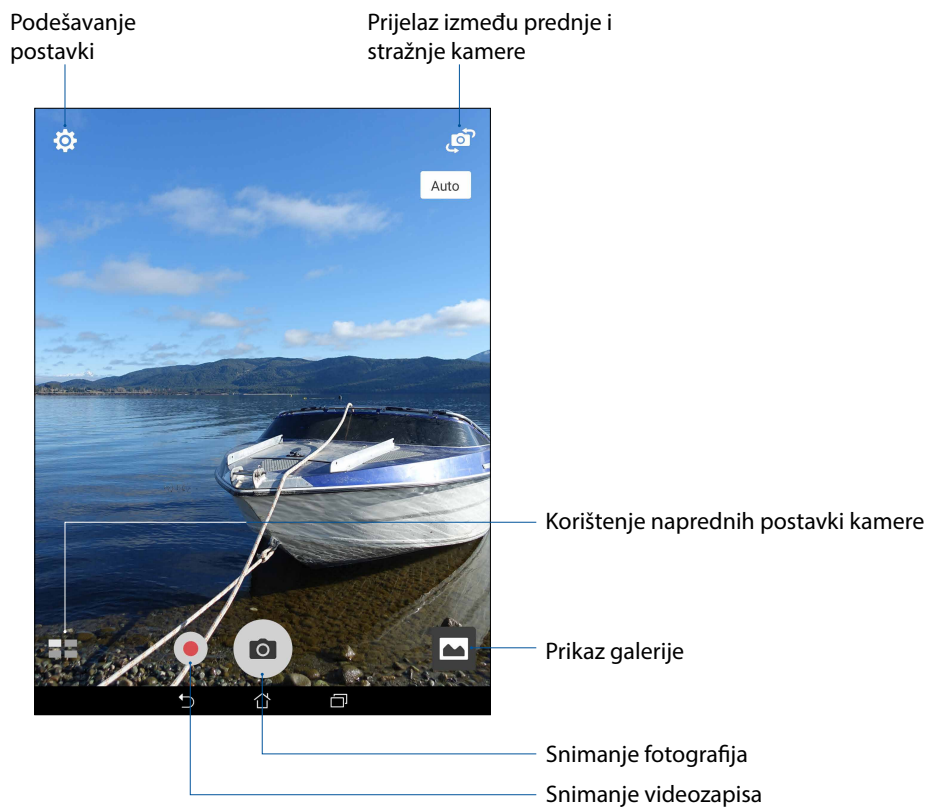 Podešavanje
postavki
Prijelaz između prednje i
stražnje kamere
Auto
Korištenje naprednih postavki kamere
Prikaz galerije
Snimanje fotografija
Snimanje videozapisa